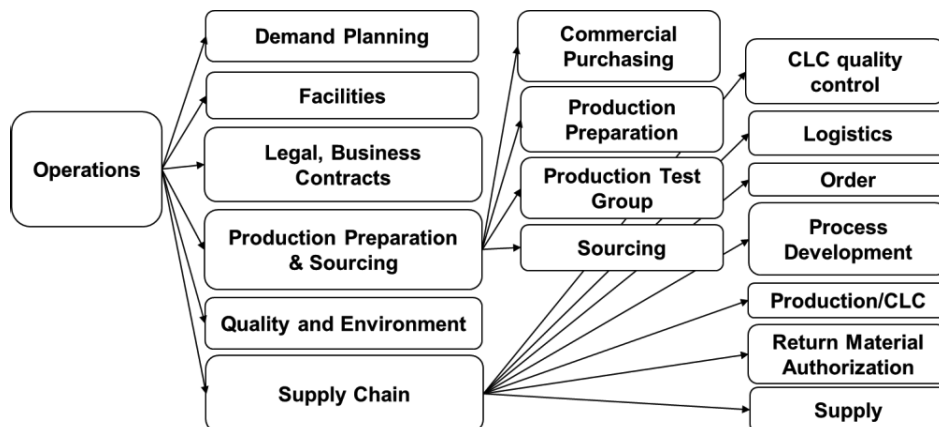 Operations
Demand Planning
Facilities
Legal, Business
Contracts
Production Preparation
& Sourcing
Quality and Environment
Supply Chain
Commercial
Purchasing
Production
Preparation
Production Test
Group
Sourcing
CLC quality
control
Logistics
Order
Process
Development
Production/CLC
Return Material
Authorization
Supply